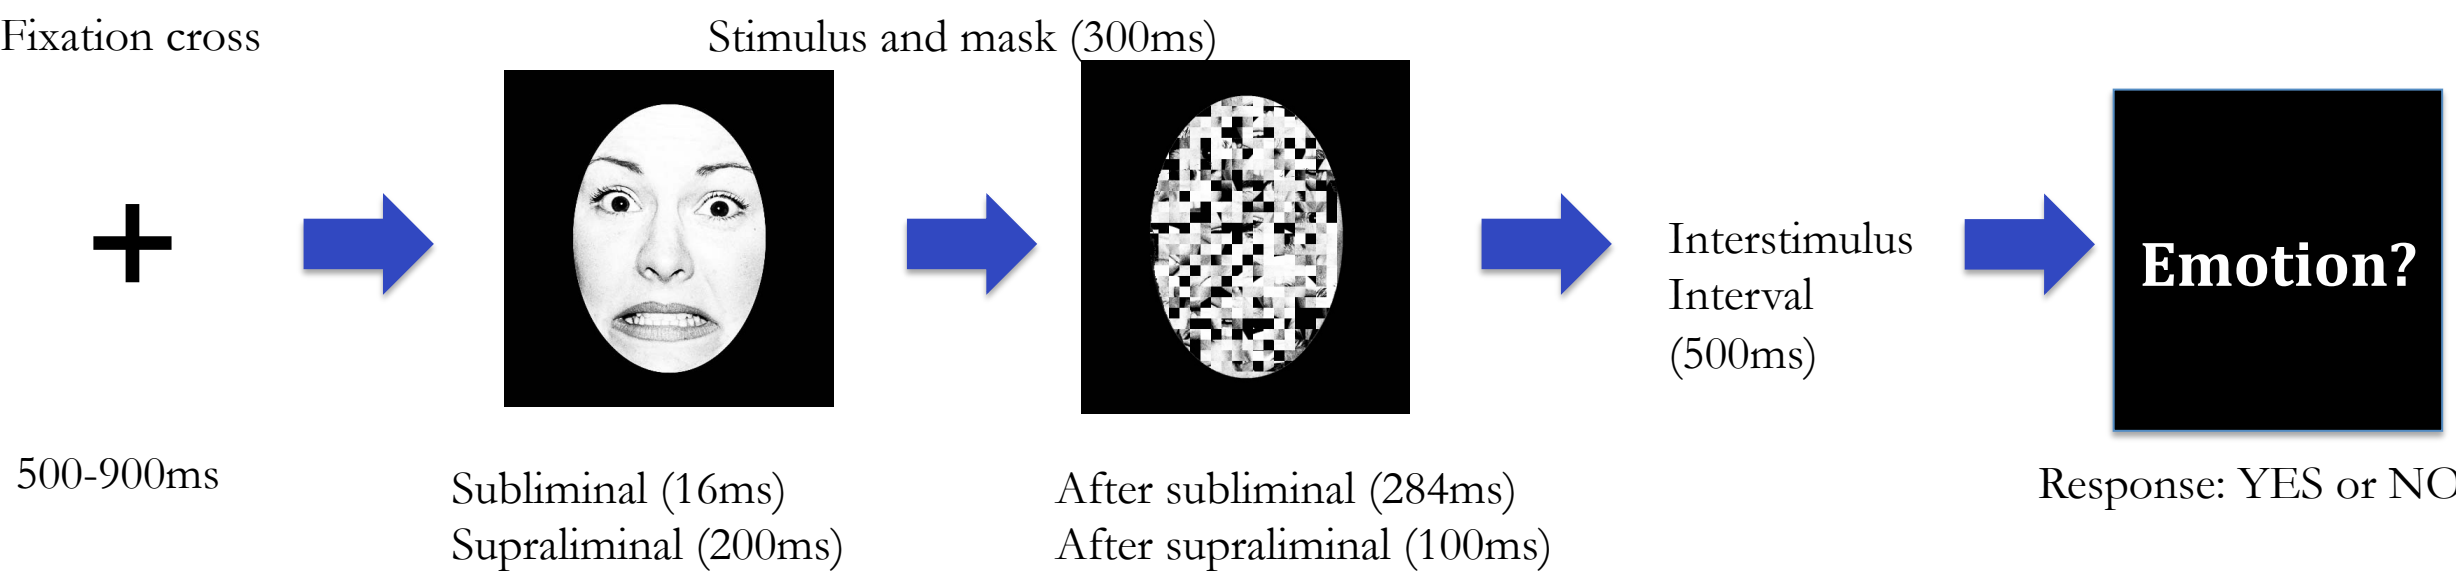 Fixation cross
Stimulus and mask (300ms)
Interstimulus
Interval
(500ms)
Emotion?
500-900ms
Subliminal (16ms)
Supraliminal (200ms)
After subliminal (284ms)
After supraliminal (100ms)
Response: YES or NO